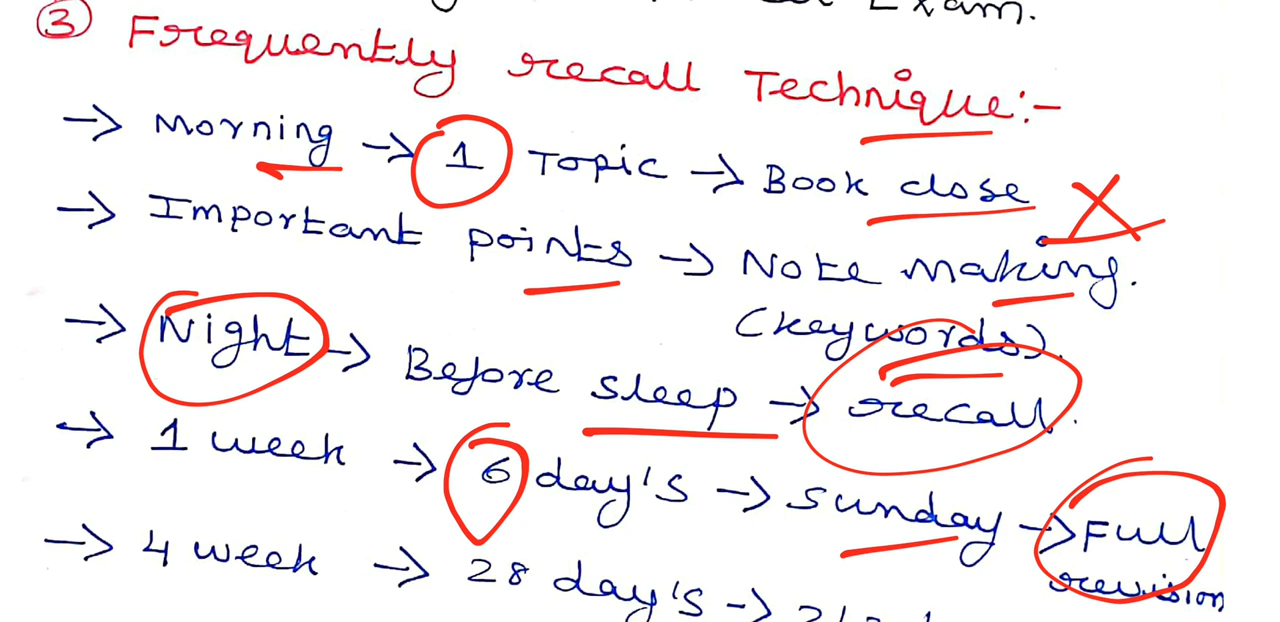 Exam.
③ Frequently recall Technique:-
→ Morning → 1 Topic → Book close
→ Important points → Note making.
(keywords).
→ Night → Before sleep → recall.
→ 1 week → 6 day's → Sunday → Full
revision
→ 4 week → 28 day's →